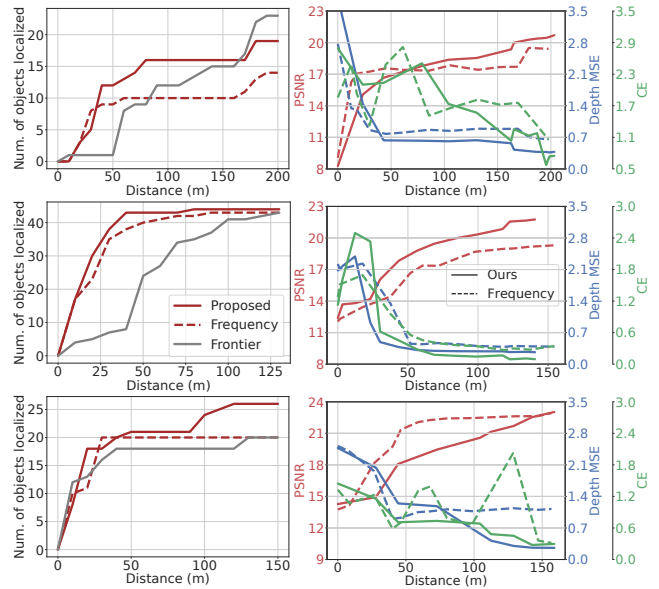 Num. of objects localized
20
15
10
5
0
0 50 100 150 200
Distance (m)
PSNR
23
20
17
14
11
8
0 50 100 150 200
Distance (m)
3.5
2.8
2.1
1.4
0.7
0.0
Depth MSE
3.5
2.9
2.3
1.7
1.1
0.5
CE
Num. of objects localized
40
30
20
10
0
0 25 50 75 100 125
Distance (m)
Proposed
Frequency
Frontier
PSNR
23
20
17
14
11
8
0 50 100 150
Distance (m)
Ours
Frequency
3.5
2.8
2.1
1.4
0.7
0.0
Depth MSE
3.0
2.4
1.8
1.2
0.6
0.0
CE
Num. of objects localized
25
20
15
10
5
0
0 50 100 150 200
Distance (m)
PSNR
24
21
18
15
12
9
0 50 100 150
Distance (m)
3.5
2.8
2.1
1.4
0.7
0.0
Depth MSE
3.0
2.4
1.8
1.2
0.6
0.0
CE